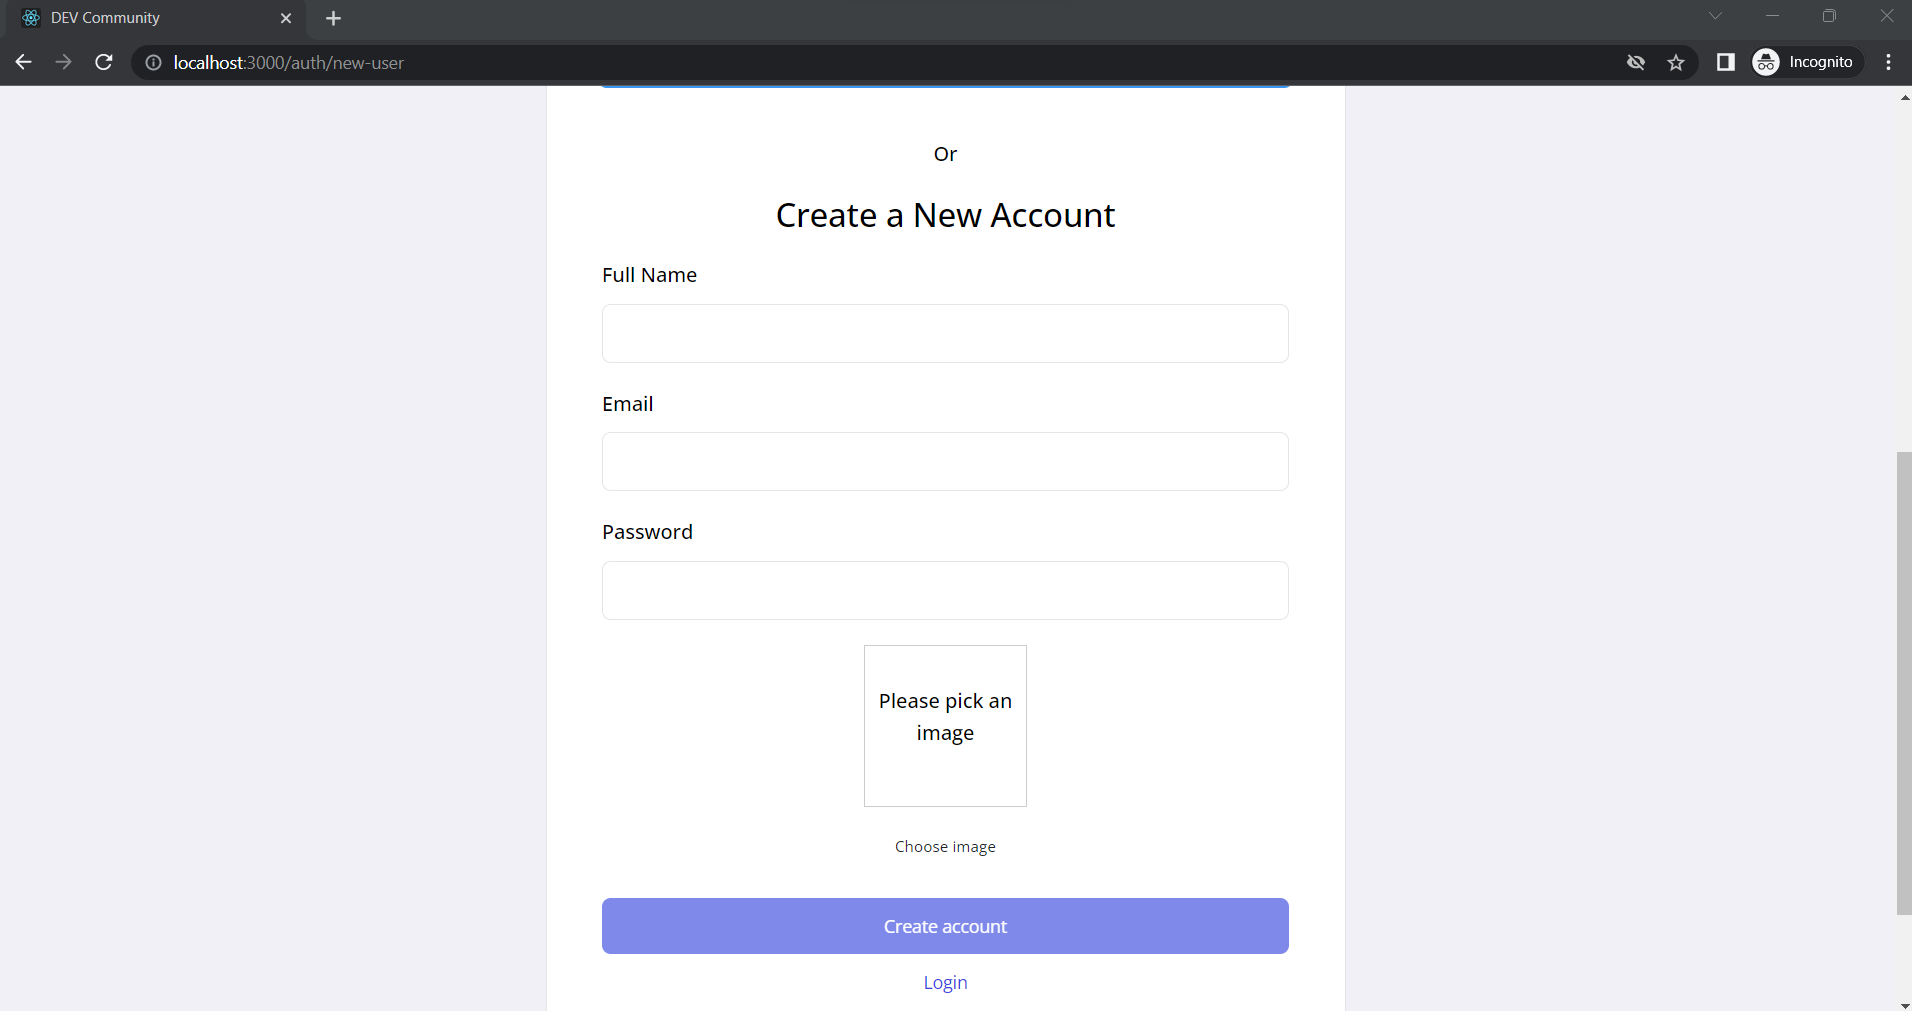 DEV Community
localhost:3000/auth/new-user
Incognito
Or
Create a New Account
Full Name
Email
Password
Please pick an
image
Choose image
Create account
Login